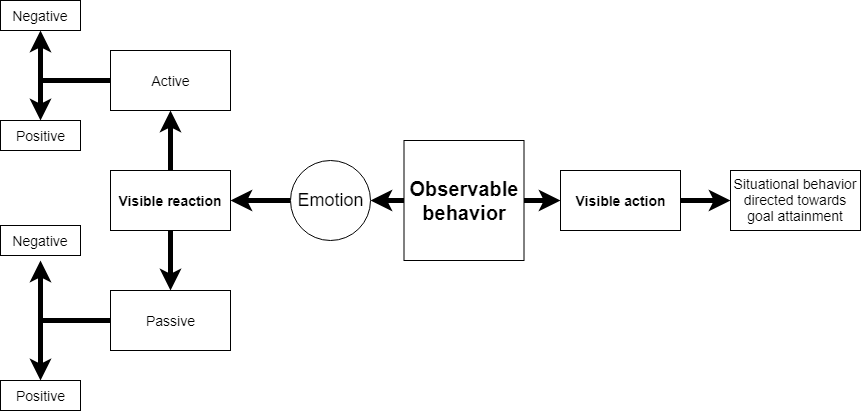 Negative
Active
Positive
Visible reaction
Emotion
Observable
behavior
Visible action
Situational behavior
directed towards
goal attainment
Negative
Passive
Positive